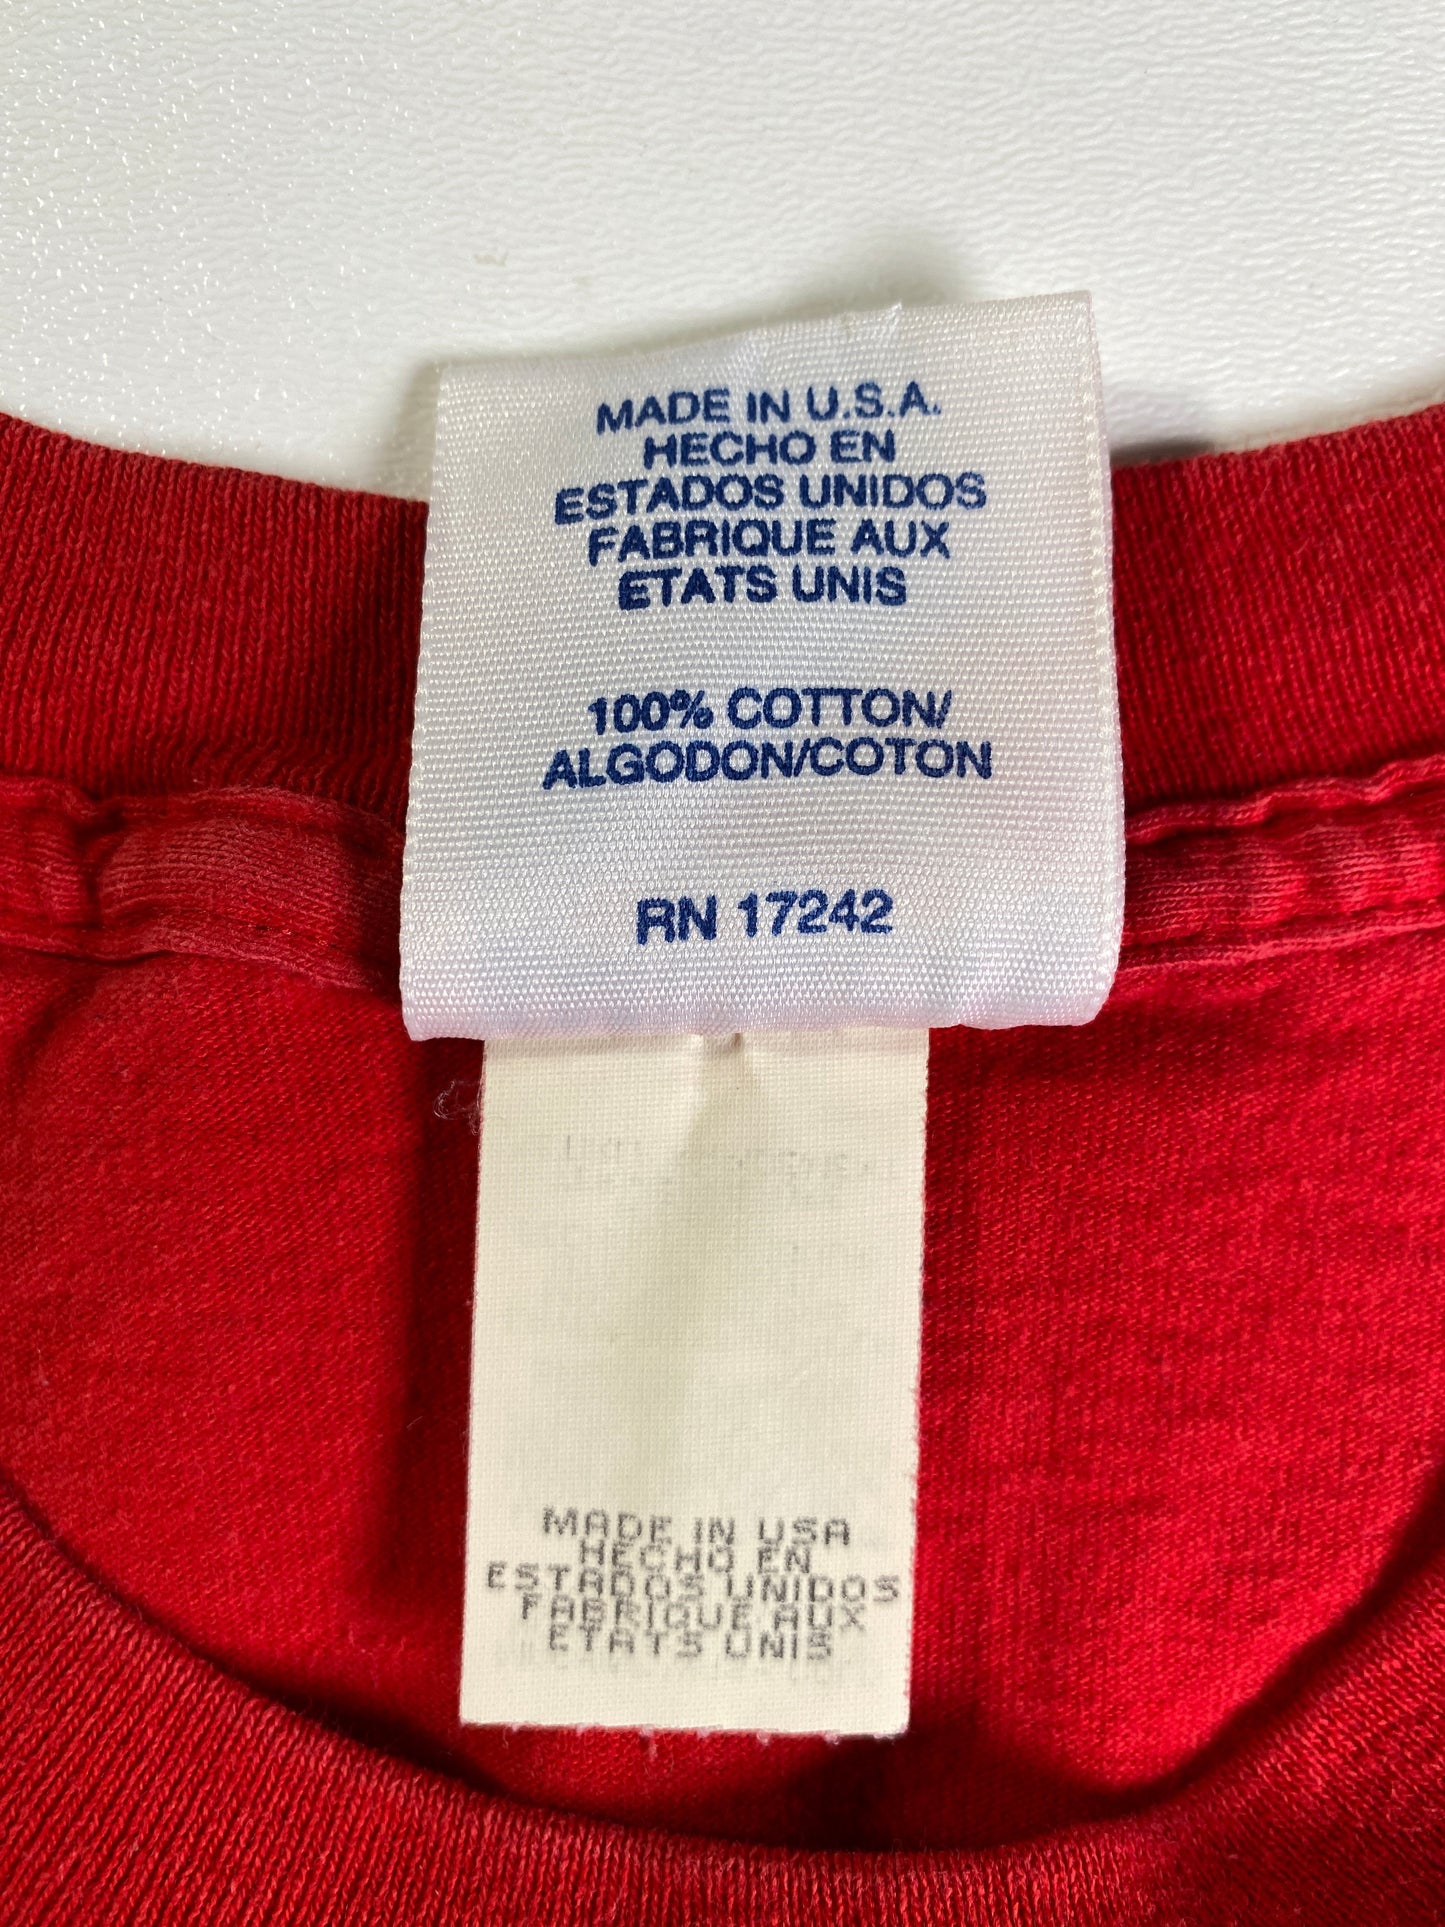 MADE IN U.S.A.
HECHO EN
ESTADOS UNIDOS
FABRIQUE AUX
ETATS UNIS
100% COTTON/
ALGODON/COTON
RN 17242
MADE IN USA
HECHO EN
ESTADOS UNIDOS
FABRIQUE AUX
ETATS UNIS